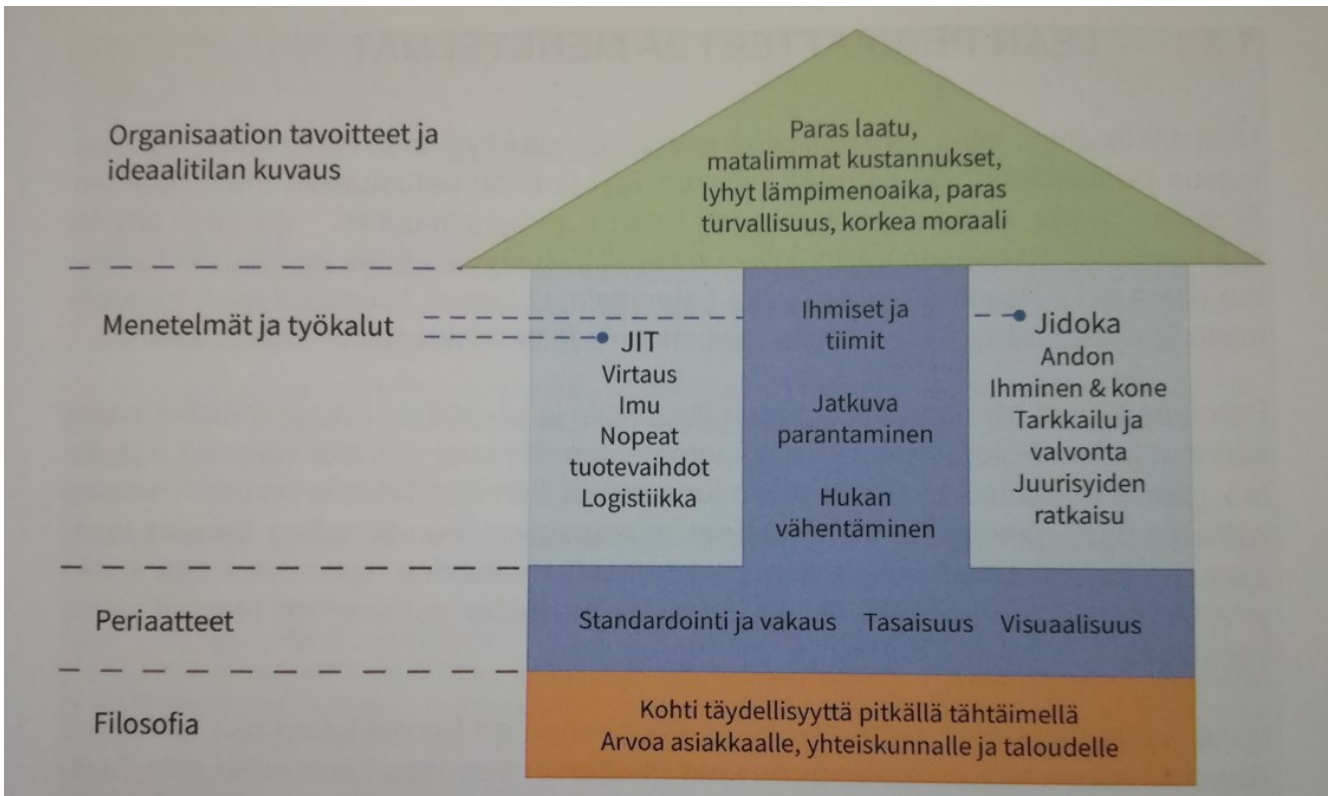 Organisaation tavoitteet ja
ideaalitilan kuvaus
Paras laatu,
matalimmat kustannukset,
lyhyt lämpimenoaika, paras
turvallisuus, korkea moraali
Menetelmät ja työkalut
JIT
Virtaus
Imu
Nopeat
tuotevaihdot
Logistiikka
Ihmiset ja
tiimit
Jatkuva
parantaminen
Hukan
vähentäminen
Jidoka
Andon
Ihminen & kone
Tarkkailu ja
valvonta
Juurisyiden
ratkaisu
Periaatteet
Standardointi ja vakaus Tasaisuus Visuaalisuus
Filosofia
Kohti täydellisyyttä pitkällä tähtäimellä
Arvoa asiakkaalle, yhteiskunnalle ja taloudelle